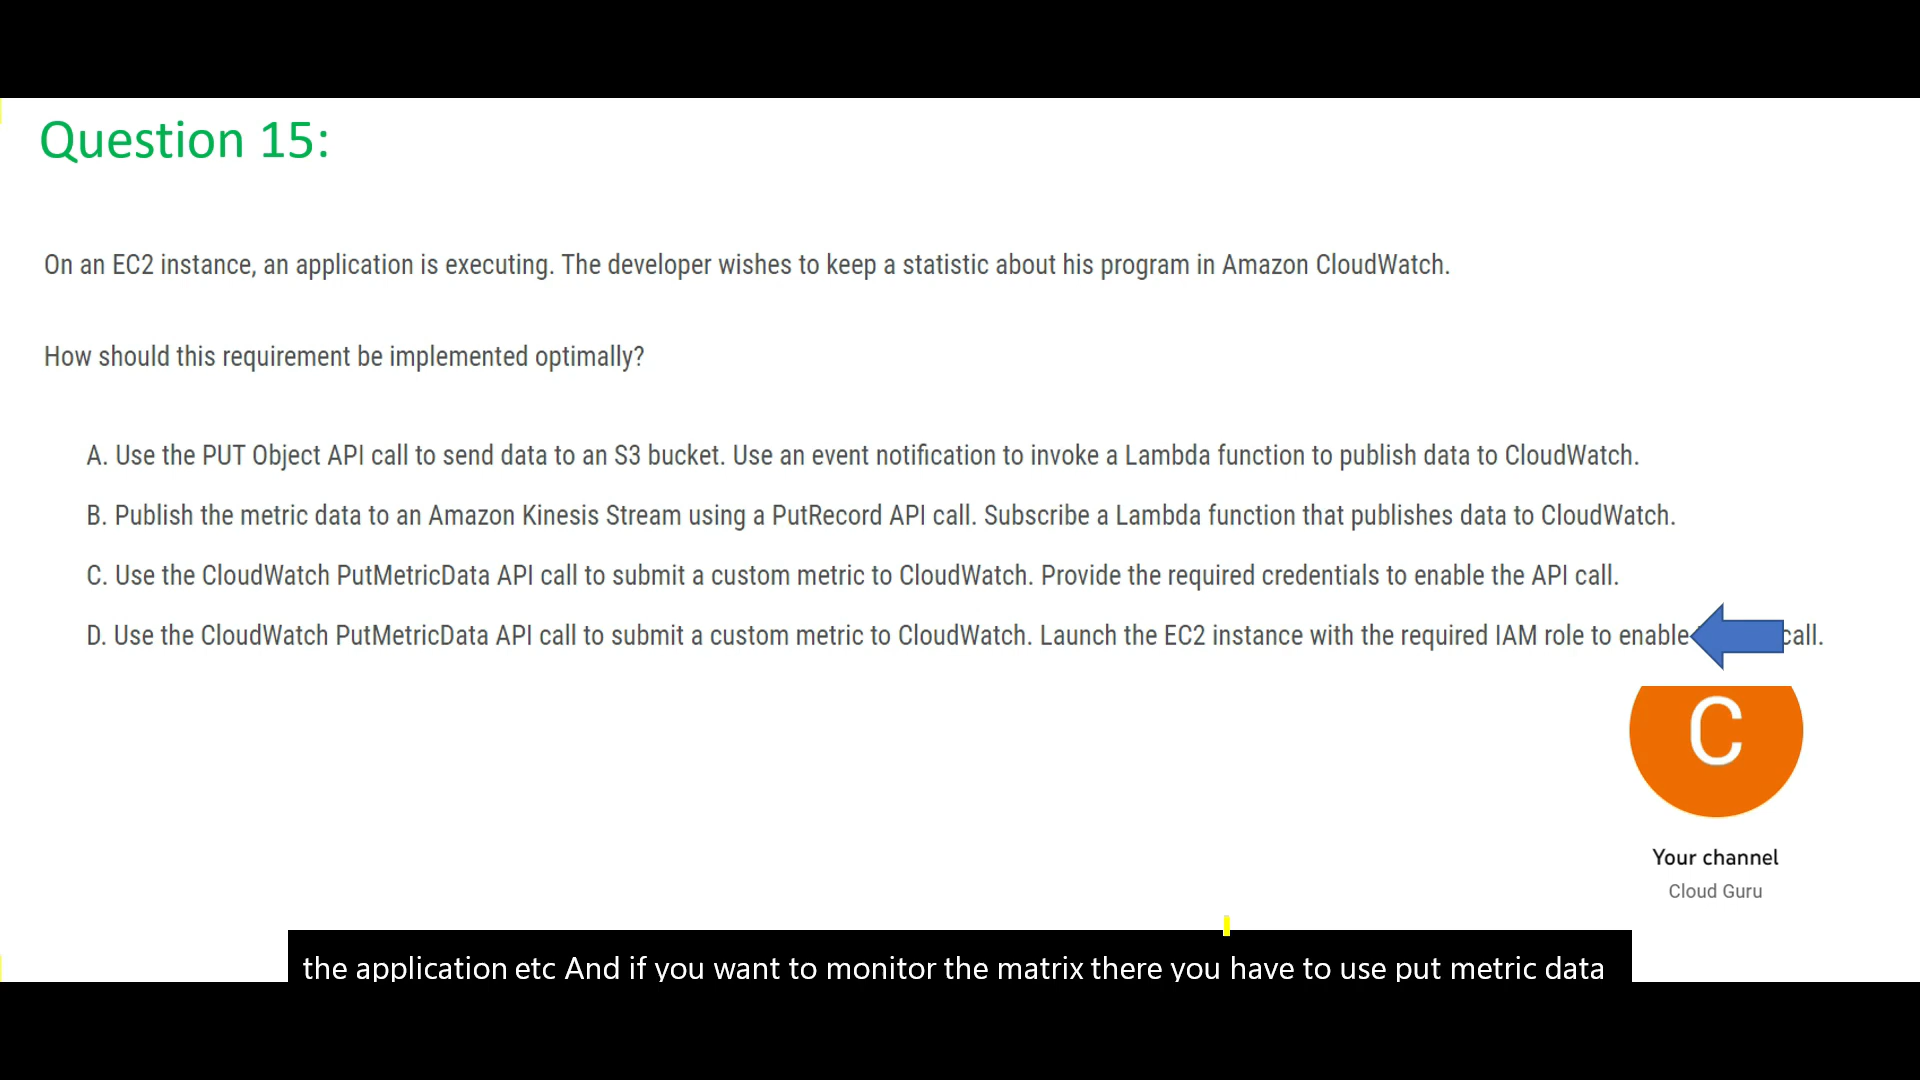 Question 15:
On an EC2 instance, an application is executing. The developer wishes to keep a statistic about his program in Amazon CloudWatch.
How should this requirement be implemented optimally?
A. Use the PUT Object API call to send data to an S3 bucket. Use an event notification to invoke a Lambda function to publish data to CloudWatch.
B. Publish the metric data to an Amazon Kinesis Stream using a PutRecord API call. Subscribe a Lambda function that publishes data to CloudWatch.
C. Use the CloudWatch PutMetricData API call to submit a custom metric to CloudWatch. Provide the required credentials to enable the API call.
D. Use the CloudWatch PutMetricData API call to submit a custom metric to CloudWatch. Launch the EC2 instance with the required IAM role to enable call.
C
Your channel
Cloud Guru
the application etc And if you want to monitor the matrix there you have to use put metric data